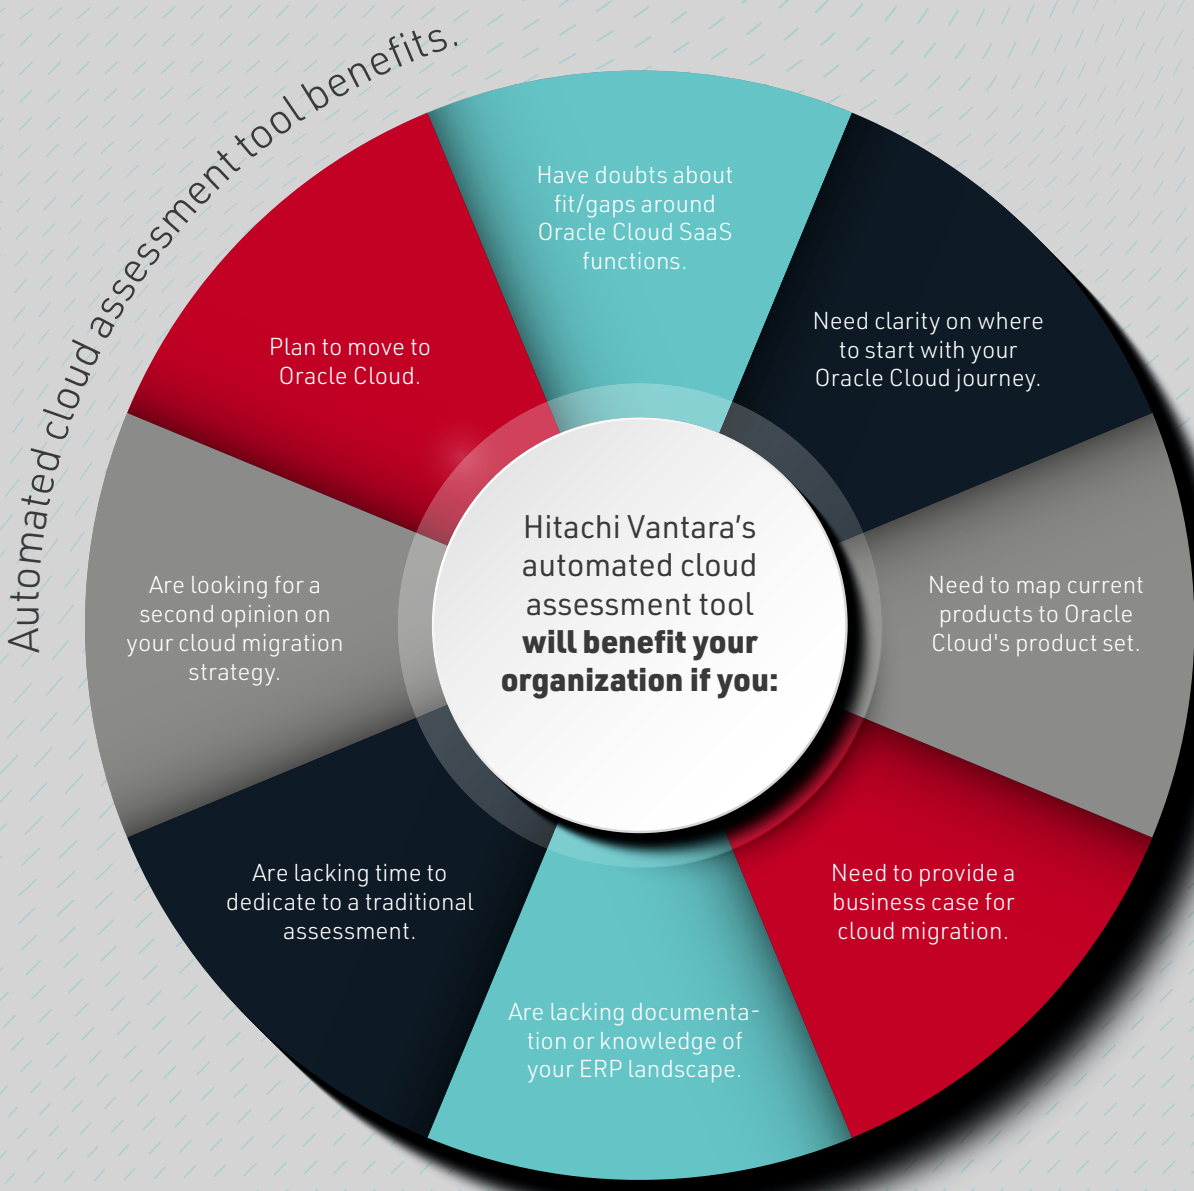 Automated cloud assessment tool benefits.
Have doubts about
fit/gaps around
Oracle Cloud SaaS
functions.
Need clarity on where
to start with your
Oracle Cloud journey.
Need to map current
products to Oracle
Cloud's product set.
Need to provide a
business case for
cloud migration.
Are lacking documenta-
tion or knowledge of
your ERP landscape.
Are lacking time to
dedicate to a traditional
assessment.
Are looking for a
second opinion on
your cloud migration
strategy.
Plan to move to
Oracle Cloud.
Hitachi Vantara’s
automated cloud
assessment tool
will benefit your
organization if you: